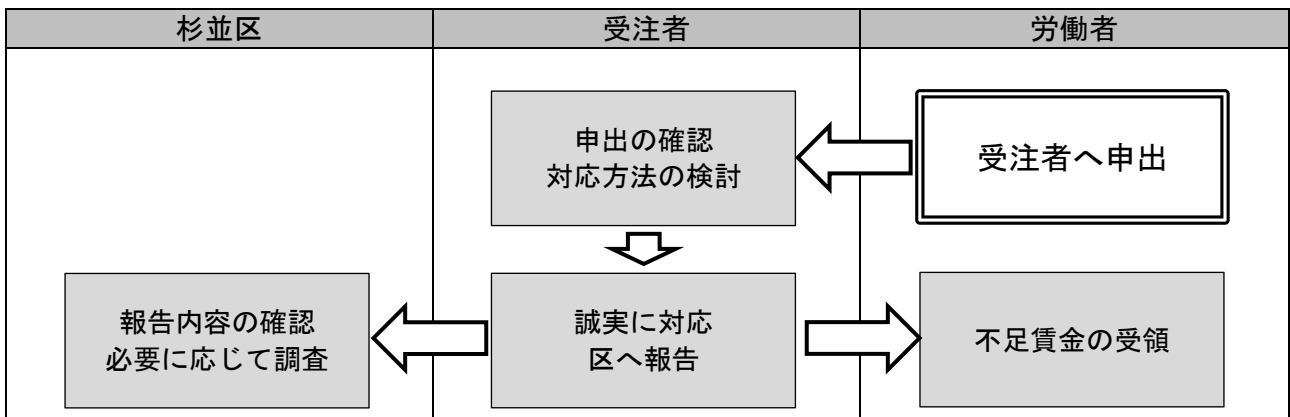 杉並区
受注者
労働者
申出の確認
対応方法の検討
受注者へ申出
報告内容の確認
必要に応じて調査
誠実に対応
区へ報告
不足賃金の受領